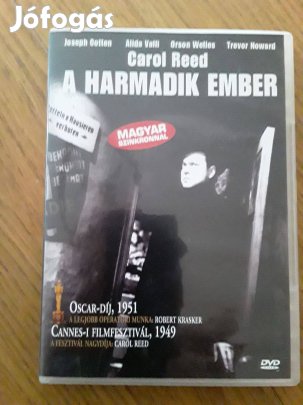 Jófogás
Joseph Cotten Alida Valli Orson Welles Trevor Howard
Carol Reed
A HARMADIK EMBER
MAGYAR
SZINKRONNAL
OSCAR-DÍJ, 1951
A LEGJOBB OPERATŐRI MUNKA: ROBERT KRASKER
CANNES-I FILMFESZTIVÁL, 1949
A FESZTIVÁL NAGYDÍJA: CAROL REED
DVD